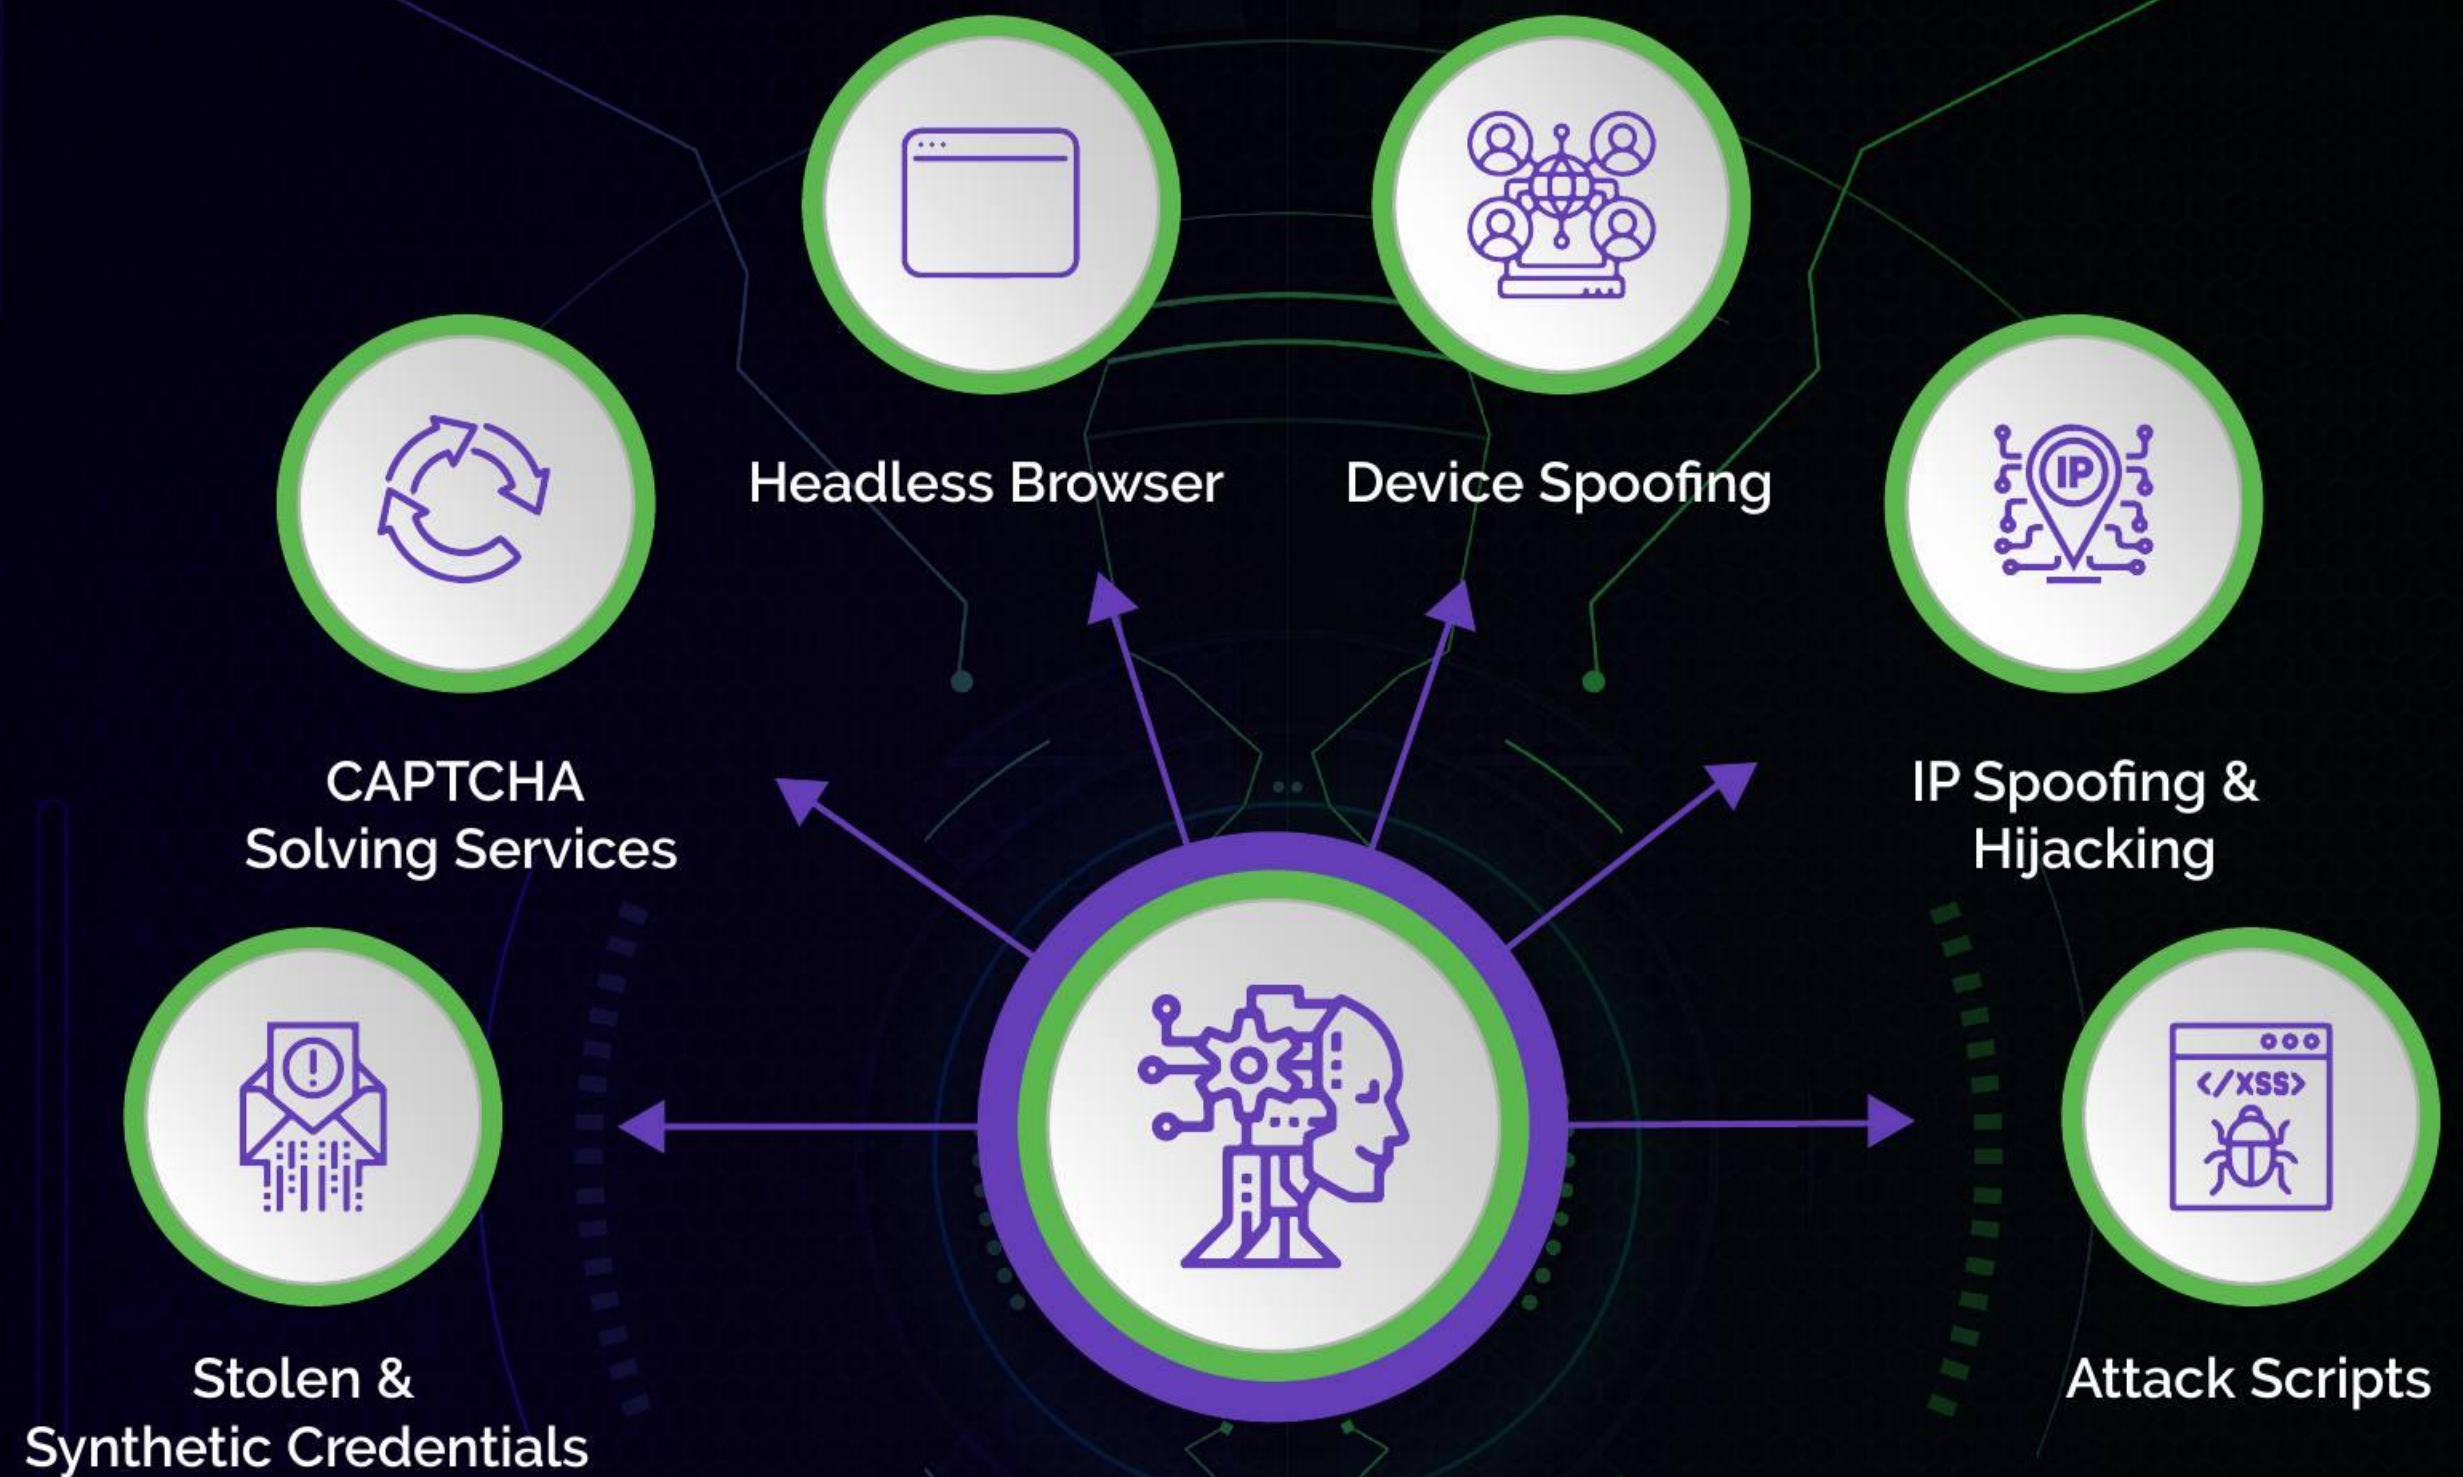 Headless Browser
Device Spoofing
IP
CAPTCHA
Solving Services
IP Spoofing &
Hijacking
</XSS>
Stolen &
Synthetic Credentials
Attack Scripts